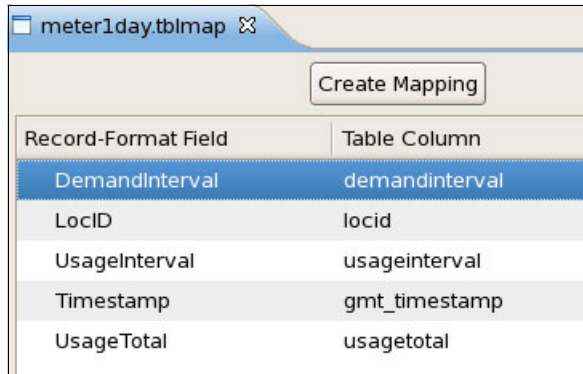 meter1day.tblmap
Create Mapping
Record-Format Field Table Column
DemandInterval demandinterval
LocID locid
UsageInterval usageinterval
Timestamp gmt_timestamp
UsageTotal usagetotal